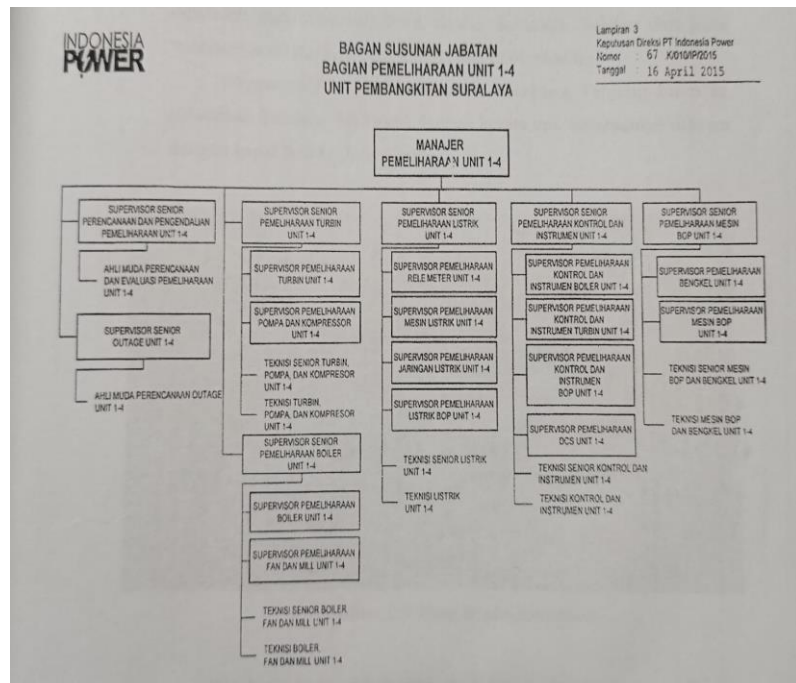 INDONESIA
POWER
BAGAN SUSUNAN JABATAN
BAGIAN PEMELIHARAAN UNIT 1-4
UNIT PEMBANGKITAN SURALAYA
Lampiran 3
Keputusan Direksi PT Indonesia Power
Nomor : 67 K/010/IP/2015
Tanggal : 16 April 2015
MANAJER
PEMELIHARAAN UNIT 1-4
SUPERVISOR SENIOR
PERENCANAAN DAN PENGENDALIAN
PEMELIHARAAN UNIT 1-4
AHLI MUDA PERENCANAAN
DAN EVALUASI PEMELIHARAAN
UNIT 1-4
SUPERVISOR SENIOR
OUTAGE UNIT 1-4
AHLI MUDA PERENCANAAN OUTAGE
UNIT 1-4
SUPERVISOR SENIOR
PEMELIHARAAN TURBIN
UNIT 1-4
SUPERVISOR PEMELIHARAAN
TURBIN UNIT 1-4
SUPERVISOR PEMELIHARAAN
POMPA DAN KOMPRESSOR
UNIT 1-4
TEKNISI SENIOR TURBIN,
POMPA, DAN KOMPRESOR
UNIT 1-4
TEKNISI TURBIN,
POMPA, DAN KOMPRESOR
UNIT 1-4
SUPERVISOR SENIOR
PEMELIHARAAN BOILER
UNIT 1-4
SUPERVISOR PEMELIHARAAN
BOILER UNIT 1-4
SUPERVISOR PEMELIHARAAN
FAN DAN MILL UNIT 1-4
TEKNISI SENIOR BOILER,
FAN DAN MILL UNIT 1-4
TEKNISI BOILER,
FAN DAN MILL UNIT 1-4
SUPERVISOR SENIOR
PEMELIHARAAN LISTRIK
UNIT 1-4
SUPERVISOR PEMELIHARAAN
RELE METER UNIT 1-4
SUPERVISOR PEMELIHARAAN
MESIN LISTRIK UNIT 1-4
SUPERVISOR PEMELIHARAAN
JARINGAN LISTRIK UNIT 1-4
SUPERVISOR PEMELIHARAAN
LISTRIK BOP UNIT 1-4
TEKNISI SENIOR LISTRIK
UNIT 1-4
TEKNISI LISTRIK
UNIT 1-4
SUPERVISOR SENIOR
PEMELIHARAAN KONTROL DAN
INSTRUMEN UNIT 1-4
SUPERVISOR PEMELIHARAAN
KONTROL DAN
INSTRUMEN BOILER UNIT 1-4
SUPERVISOR PEMELIHARAAN
KONTROL DAN
INSTRUMEN TURBIN UNIT 1-4
SUPERVISOR PEMELIHARAAN
KONTROL DAN
INSTRUMEN
BOP UNIT 1-4
SUPERVISOR PEMELIHARAAN
DCS UNIT 1-4
TEKNISI SENIOR KONTROL DAN
INSTRUMEN UNIT 1-4
TEKNISI KONTROL DAN
INSTRUMEN UNIT 1-4
SUPERVISOR SENIOR
PEMELIHARAAN MESIN
BOP UNIT 1-4
SUPERVISOR PEMELIHARAAN
BENGKEL UNIT 1-4
SUPERVISOR PEMELIHARAAN
MESIN BOP
UNIT 1-4
TEKNISI SENIOR MESIN
BOP DAN BENGKEL UNIT 1-4
TEKNISI MESIN BOP
DAN BENGKEL UNIT 1-4